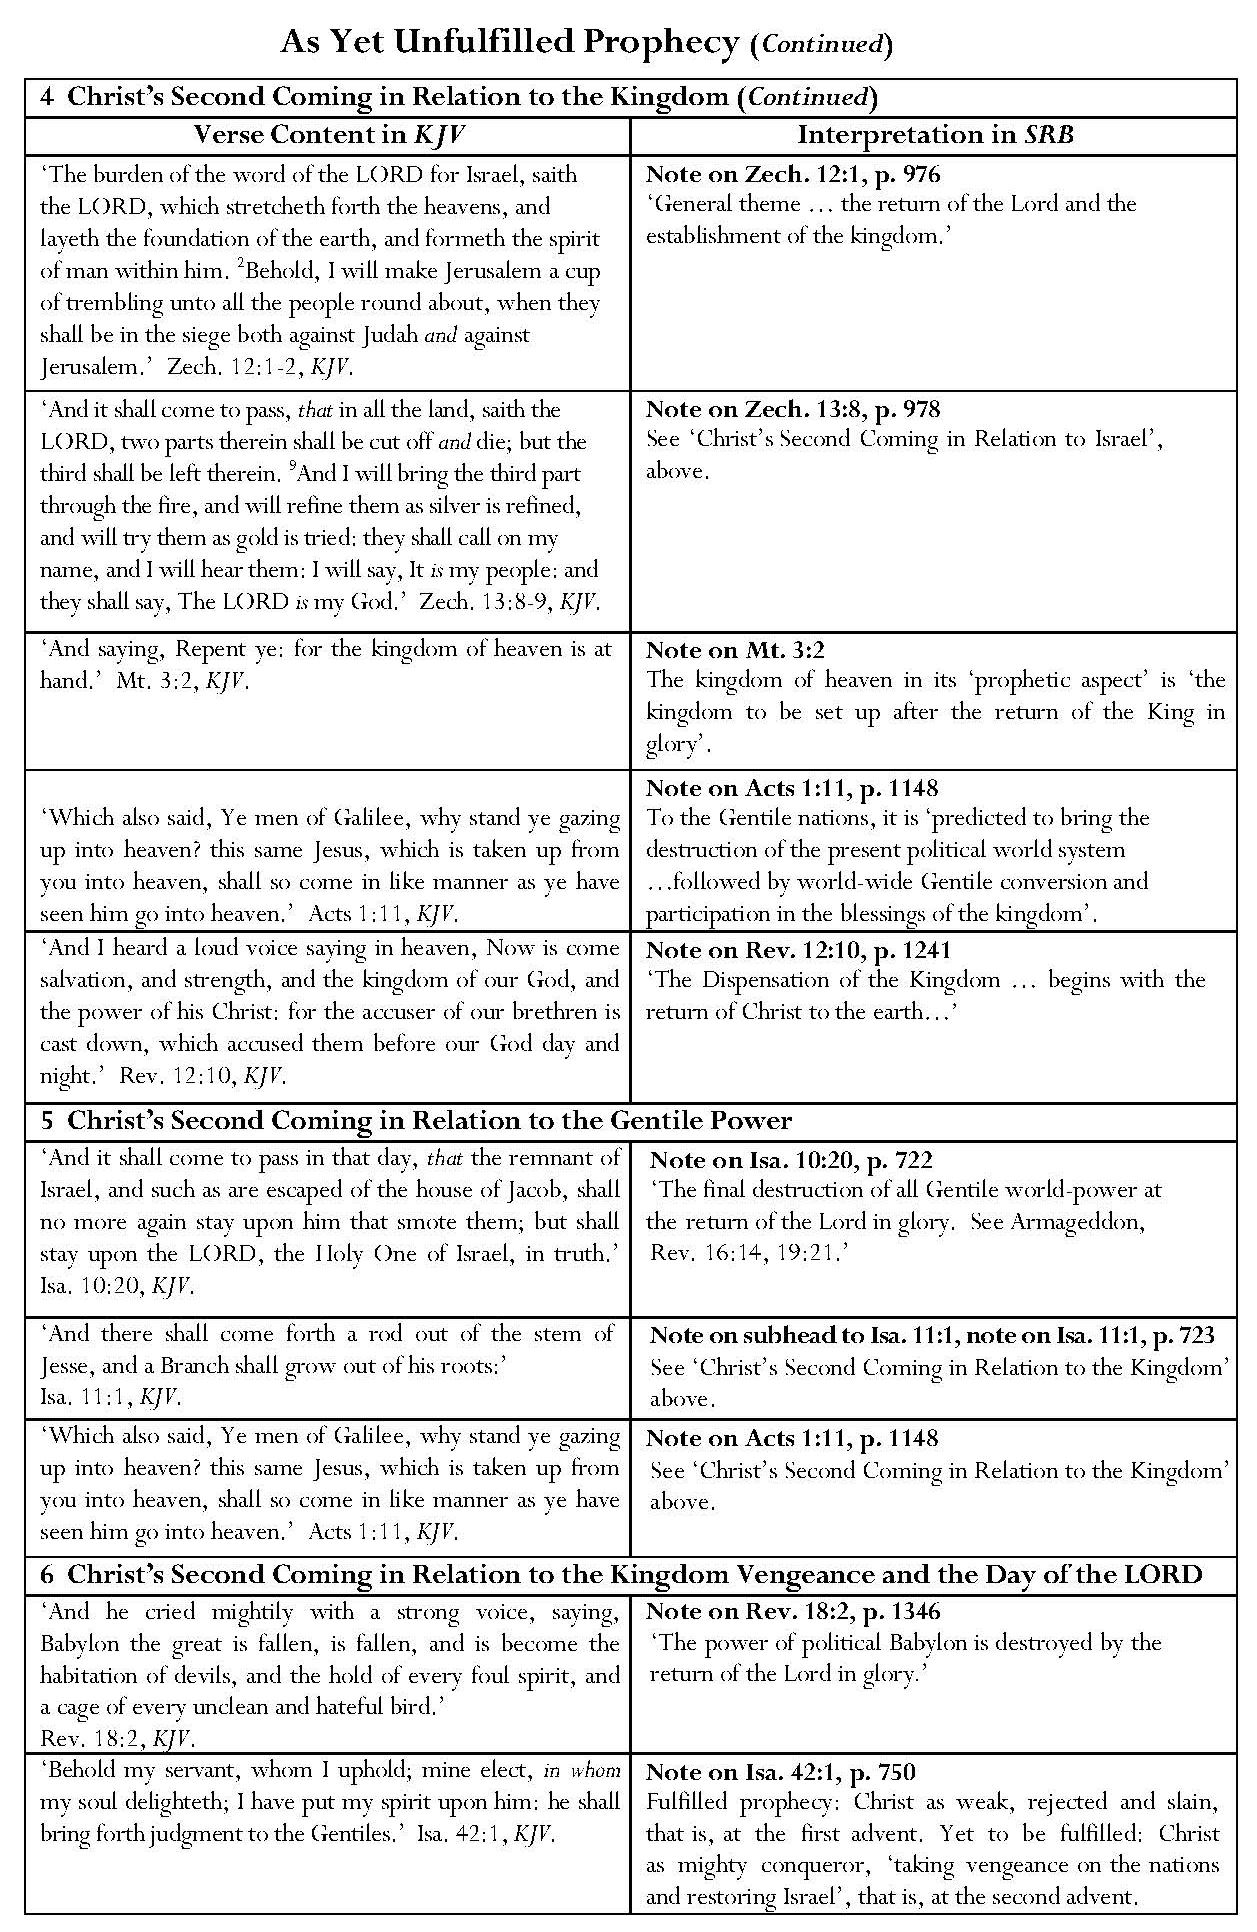 As Yet Unfulfilled Prophecy (Continued)
4 Christ's Second Coming in Relation to the Kingdom (Continued)
Verse Content in KJV
Interpretation in SRB
‘The burden of the word of the LORD for Israel, saith
the LORD, which stretcheth forth the heavens, and
layeth the foundation of the earth, and formeth the spirit
of man within him. ²Behold, I will make Jerusalem a cup
of trembling unto all the people round about, when they
shall be in the siege both against Judah and against
Jerusalem.’ Zech. 12:1-2, KJV.
Note on Zech. 12:1, p. 976
‘General theme … the return of the Lord and the
establishment of the kingdom.’
‘And it shall come to pass, that in all the land, saith the
LORD, two parts therein shall be cut off and die; but the
third shall be left therein. ⁹And I will bring the third part
through the fire, and will refine them as silver is refined,
and will try them as gold is tried: they shall call on my
name, and I will hear them: I will say, It is my people: and
they shall say, The LORD is my God.’ Zech. 13:8-9, KJV.
Note on Zech. 13:8, p. 978
See ‘Christ’s Second Coming in Relation to Israel’,
above.
‘And saying, Repent ye: for the kingdom of heaven is at
hand.’ Mt. 3:2, KJV.
Note on Mt. 3:2
The kingdom of heaven in its ‘prophetic aspect’ is ‘the
kingdom to be set up after the return of the King in
glory’.
‘Which also said, Ye men of Galilee, why stand ye gazing
up into heaven? this same Jesus, which is taken up from
you into heaven, shall so come in like manner as ye have
seen him go into heaven.’ Acts 1:11, KJV.
Note on Acts 1:11, p. 1148
To the Gentile nations, it is ‘predicted to bring the
destruction of the present political world system
…followed by world-wide Gentile conversion and
participation in the blessings of the kingdom’.
‘And I heard a loud voice saying in heaven, Now is come
salvation, and strength, and the kingdom of our God, and
the power of his Christ: for the accuser of our brethren is
cast down, which accused them before our God day and
night.’ Rev. 12:10, KJV.
Note on Rev. 12:10, p. 1241
‘The Dispensation of the Kingdom … begins with the
return of Christ to the earth…’
5 Christ’s Second Coming in Relation to the Gentile Power
‘And it shall come to pass in that day, that the remnant of
Israel, and such as are escaped of the house of Jacob, shall
no more again stay upon him that smote them; but shall
stay upon the LORD, the Holy One of Israel, in truth.’
Isa. 10:20, KJV.
Note on Isa. 10:20, p. 722
‘The final destruction of all Gentile world-power at
the return of the Lord in glory. See Armageddon,
Rev. 16:14, 19:21.’
‘And there shall come forth a rod out of the stem of
Jesse, and a Branch shall grow out of his roots:’
Isa. 11:1, KJV.
Note on subhead to Isa. 11:1, note on Isa. 11:1, p. 723
See ‘Christ’s Second Coming in Relation to the Kingdom’
above.
‘Which also said, Ye men of Galilee, why stand ye gazing
up into heaven? this same Jesus, which is taken up from
you into heaven, shall so come in like manner as ye have
seen him go into heaven.’ Acts 1:11, KJV.
Note on Acts 1:11, p. 1148
See ‘Christ’s Second Coming in Relation to the Kingdom’
above.
6 Christ’s Second Coming in Relation to the Kingdom Vengeance and the Day of the LORD
‘And he cried mightily with a strong voice, saying,
Babylon the great is fallen, is fallen, and is become the
habitation of devils, and the hold of every foul spirit, and
a cage of every unclean and hateful bird.’
Rev. 18:2, KJV.
Note on Rev. 18:2, p. 1346
‘The power of political Babylon is destroyed by the
return of the Lord in glory.’
‘Behold my servant, whom I uphold; mine elect, in whom
my soul delighteth; I have put my spirit upon him: he shall
bring forth judgment to the Gentiles.’ Isa. 42:1, KJV.
Note on Isa. 42:1, p. 750
Fulfilled prophecy: Christ as weak, rejected and slain,
that is, at the first advent. Yet to be fulfilled: Christ
as mighty conqueror, ‘taking vengeance on the nations
and restoring Israel’, that is, at the second advent.